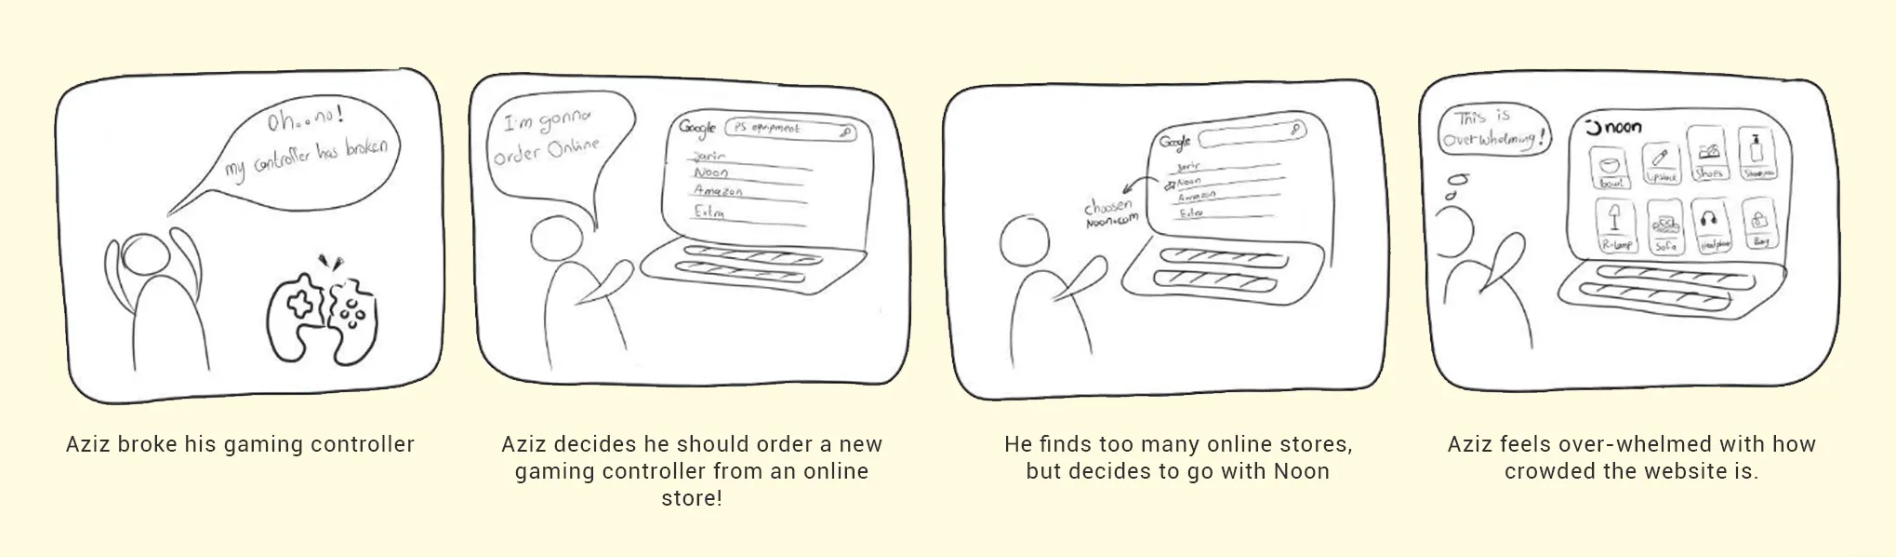 Oh...no!
my controller has broken
Aziz broke his gaming controller
I'm gonna
order Online
Google PS equipment
Jarir
Noon
Amazon
Extra
Aziz decides he should order a new
gaming controller from an online
store!
Google
Jarir
Noon
Amazon
Extra
choosen
Noon.com
He finds too many online stores,
but decides to go with Noon
This is
overwhelming!
noon
bowl Lipstick Shoes Shampoo
R-Lamp Sofa Headphone Bag
Aziz feels over-whelmed with how
crowded the website is.